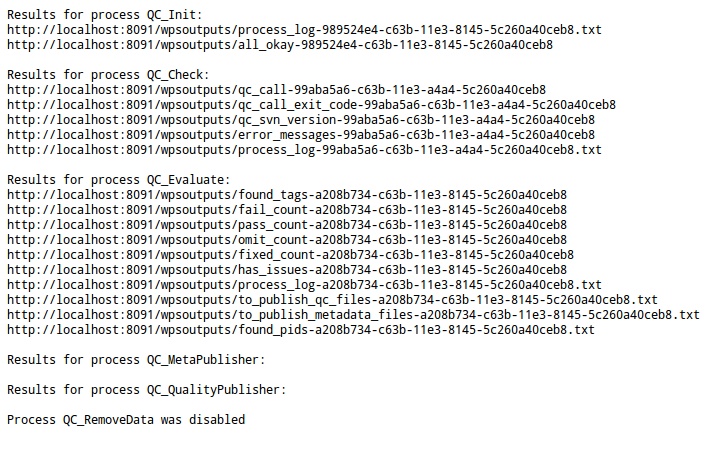 Results for process QC_Init:
http://localhost:8091/wpsoutputs/process_log-989524e4-c63b-11e3-8145-5c260a40ceb8.txt
http://localhost:8091/wpsoutputs/all_okay-989524e4-c63b-11e3-8145-5c260a40ceb8
Results for process QC_Check:
http://localhost:8091/wpsoutputs/qc_call-99aba5a6-c63b-11e3-a4a4-5c260a40ceb8
http://localhost:8091/wpsoutputs/qc_call_exit_code-99aba5a6-c63b-11e3-a4a4-5c260a40ceb8
http://localhost:8091/wpsoutputs/qc_svn_version-99aba5a6-c63b-11e3-a4a4-5c260a40ceb8
http://localhost:8091/wpsoutputs/error_messages-99aba5a6-c63b-11e3-a4a4-5c260a40ceb8
http://localhost:8091/wpsoutputs/process_log-99aba5a6-c63b-11e3-a4a4-5c260a40ceb8.txt
Results for process QC_Evaluate:
http://localhost:8091/wpsoutputs/found_tags-a208b734-c63b-11e3-8145-5c260a40ceb8
http://localhost:8091/wpsoutputs/fail_count-a208b734-c63b-11e3-8145-5c260a40ceb8
http://localhost:8091/wpsoutputs/pass_count-a208b734-c63b-11e3-8145-5c260a40ceb8
http://localhost:8091/wpsoutputs/omit_count-a208b734-c63b-11e3-8145-5c260a40ceb8
http://localhost:8091/wpsoutputs/fixed_count-a208b734-c63b-11e3-8145-5c260a40ceb8
http://localhost:8091/wpsoutputs/has_issues-a208b734-c63b-11e3-8145-5c260a40ceb8
http://localhost:8091/wpsoutputs/process_log-a208b734-c63b-11e3-8145-5c260a40ceb8.txt
http://localhost:8091/wpsoutputs/to_publish_qc_files-a208b734-c63b-11e3-8145-5c260a40ceb8.txt
http://localhost:8091/wpsoutputs/to_publish_metadata_files-a208b734-c63b-11e3-8145-5c260a40ceb8.txt
http://localhost:8091/wpsoutputs/found_pids-a208b734-c63b-11e3-8145-5c260a40ceb8.txt
Results for process QC_MetaPublisher:
Results for process QC_QualityPublisher:
Process QC_RemoveData was disabled